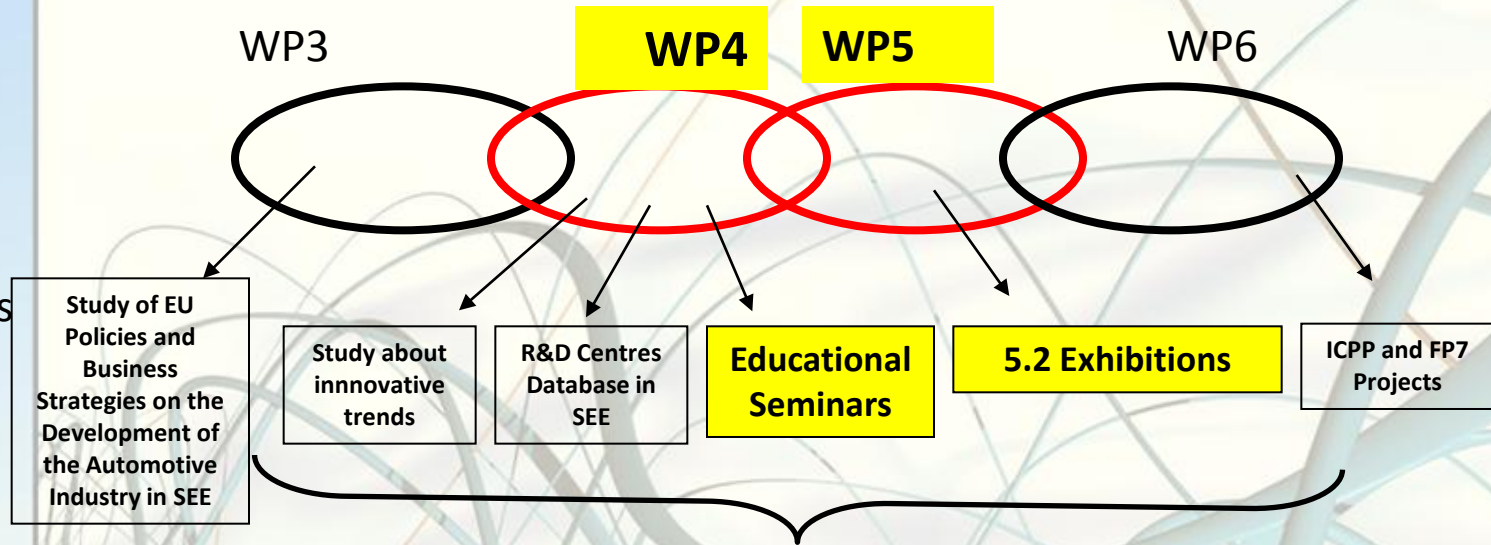 WP3
WP4
WP5
WP6
s
Study of EU
Policies and
Business
Strategies on the
Development of
the Automotive
Industry in SEE
Study about
innnovative
trends
R&D Centres
Database in
SEE
Educational
Seminars
5.2 Exhibitions
ICPP and FP7
Projects